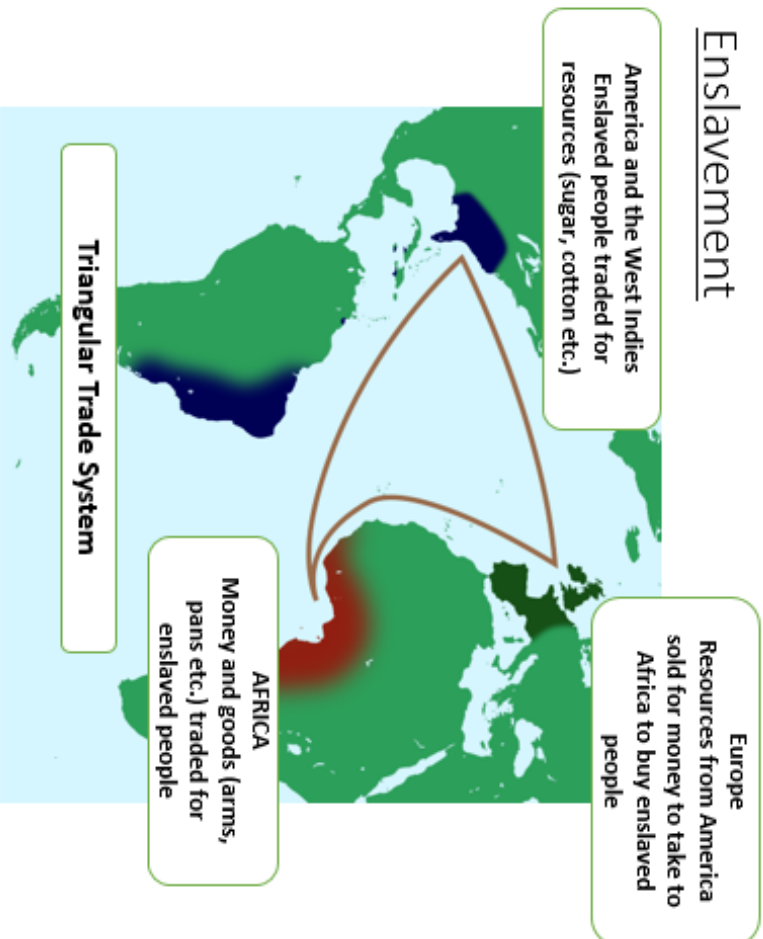 Enslavement
America and the West Indies
Enslaved people traded for
resources (sugar, cotton etc.)
Europe
Resources from America
sold for money to take to
Africa to buy enslaved
people
Triangular Trade System
AFRICA
Money and goods (arms,
pans etc.) traded for
enslaved people